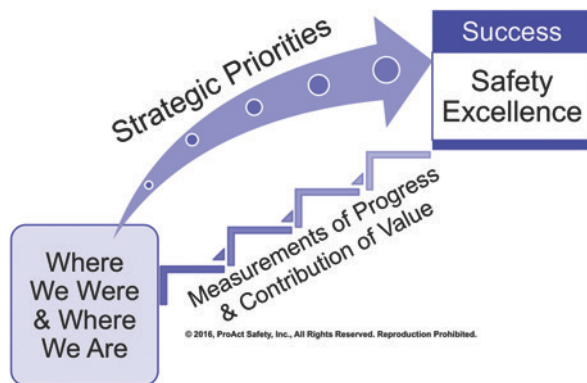 Strategic Priorities
Success
Safety
Excellence
Where
We Were
& Where
We Are
Measurements of Progress
& Contribution of Value
© 2016, ProAct Safety, Inc., All Rights Reserved. Reproduction Prohibited.